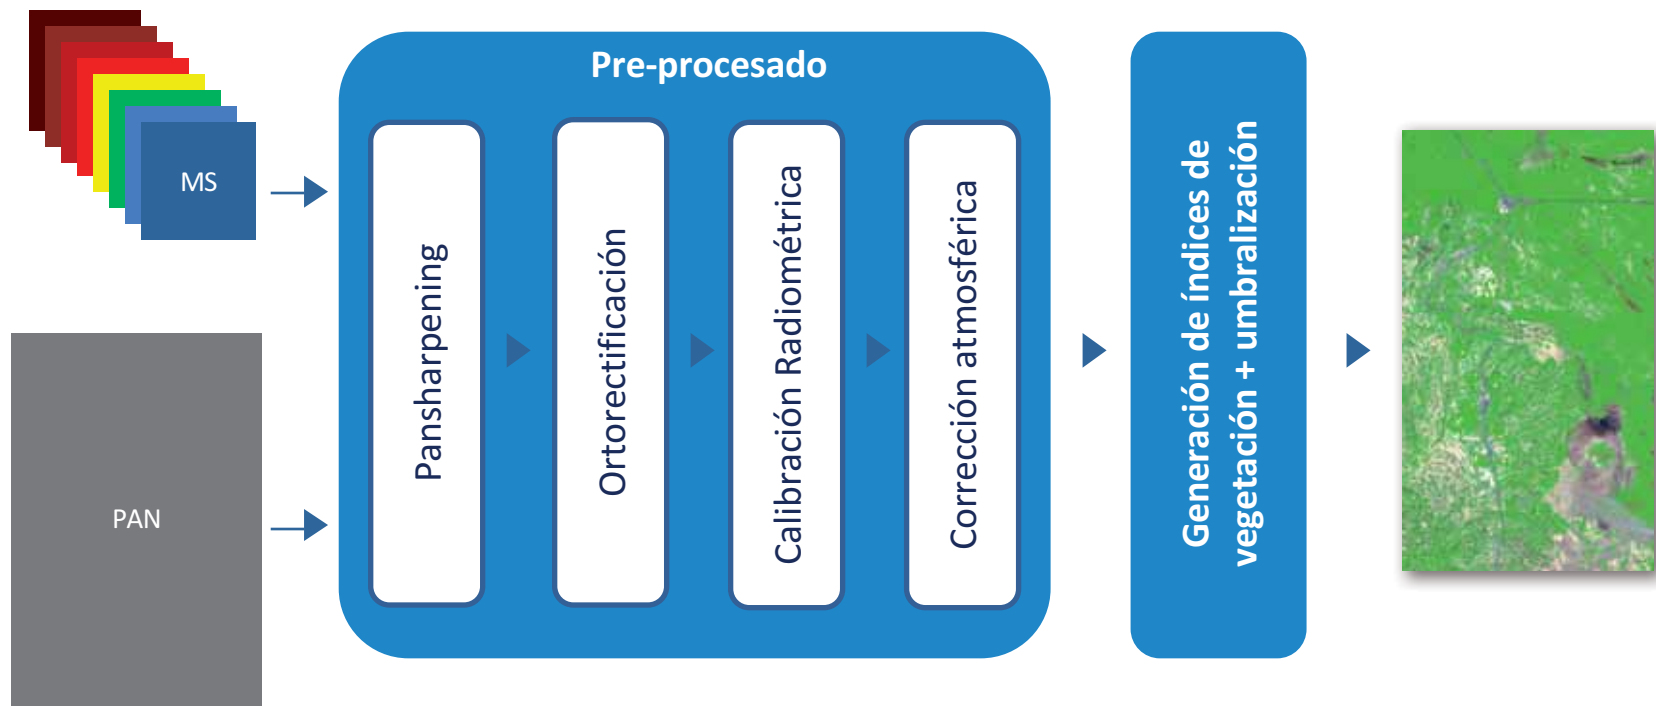 MS
PAN
Pre-procesado
Pansharpening
Ortorectificación
Calibración Radiométrica
Corrección atmosférica
Generación de índices de
vegetación + umbralización